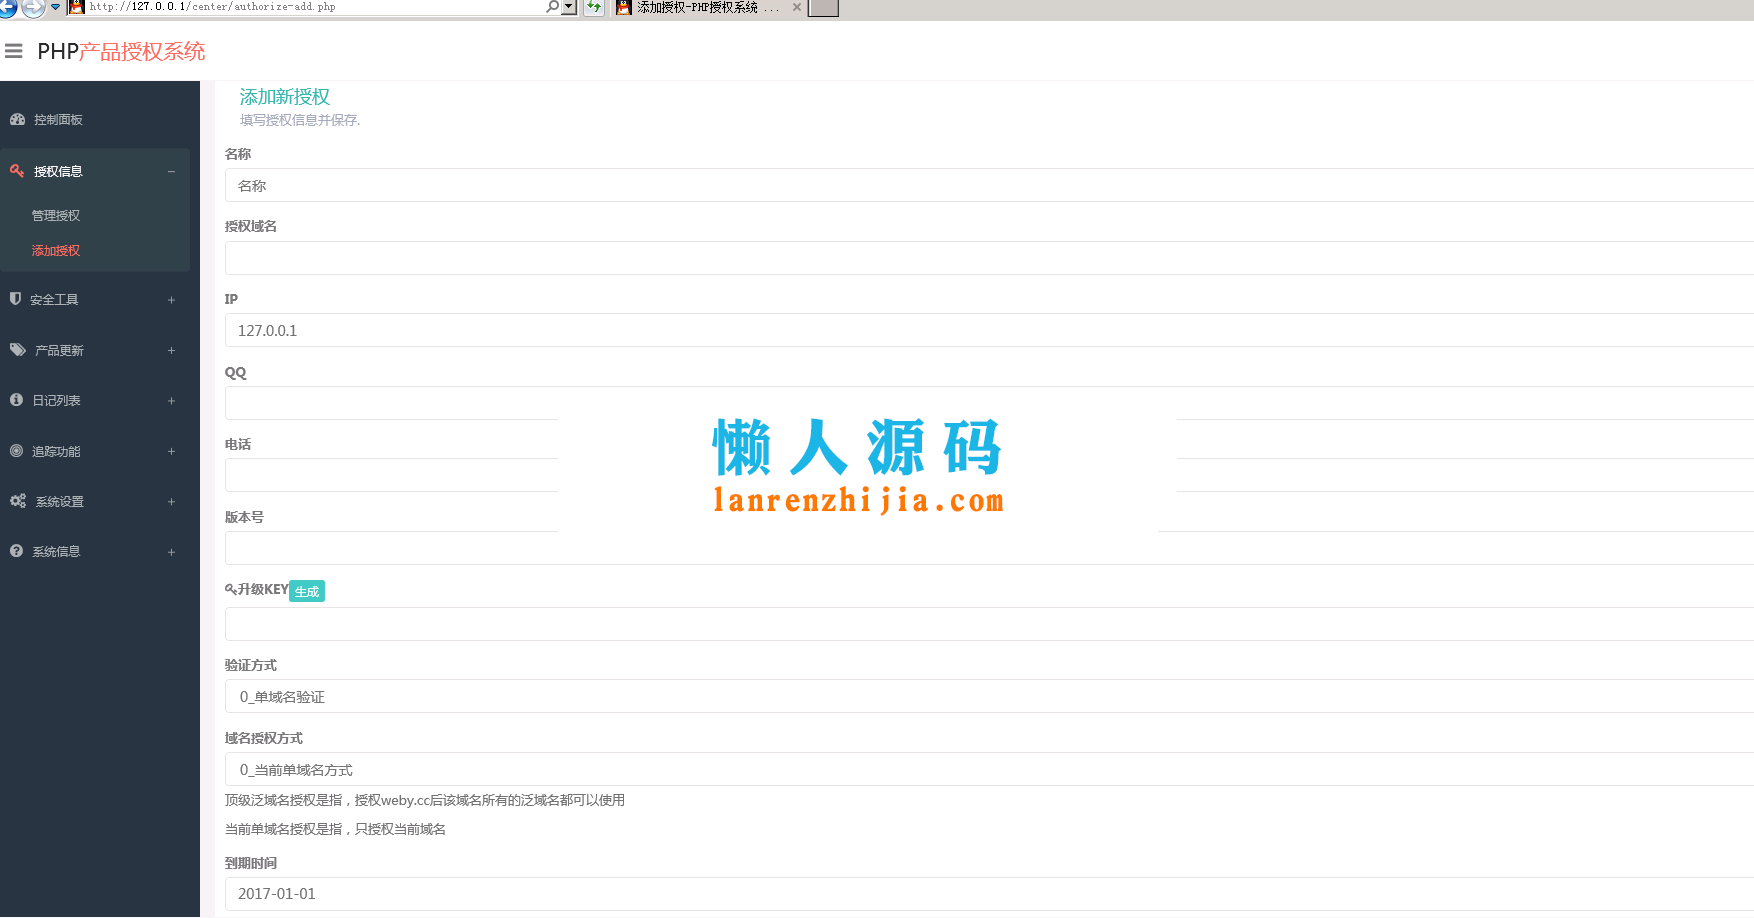 http://127.0.0.1/center/authorize-add.php
添加授权-PHP授权系统 ...
PHP产品授权系统
控制面板
授权信息
管理授权
添加授权
安全工具
产品更新
日记列表
追踪功能
系统设置
系统信息
添加新授权
填写授权信息并保存.
名称
名称
授权域名
IP
127.0.0.1
QQ
电话
版本号
升级KEY 生成
验证方式
0_单域名验证
域名授权方式
0_当前单域名方式
顶级泛域名授权是指，授权weby.cc后该域名所有的泛域名都可以使用
当前单域名授权是指，只授权当前域名
到期时间
2017-01-01
懒人源码
lanrenzhijia.com